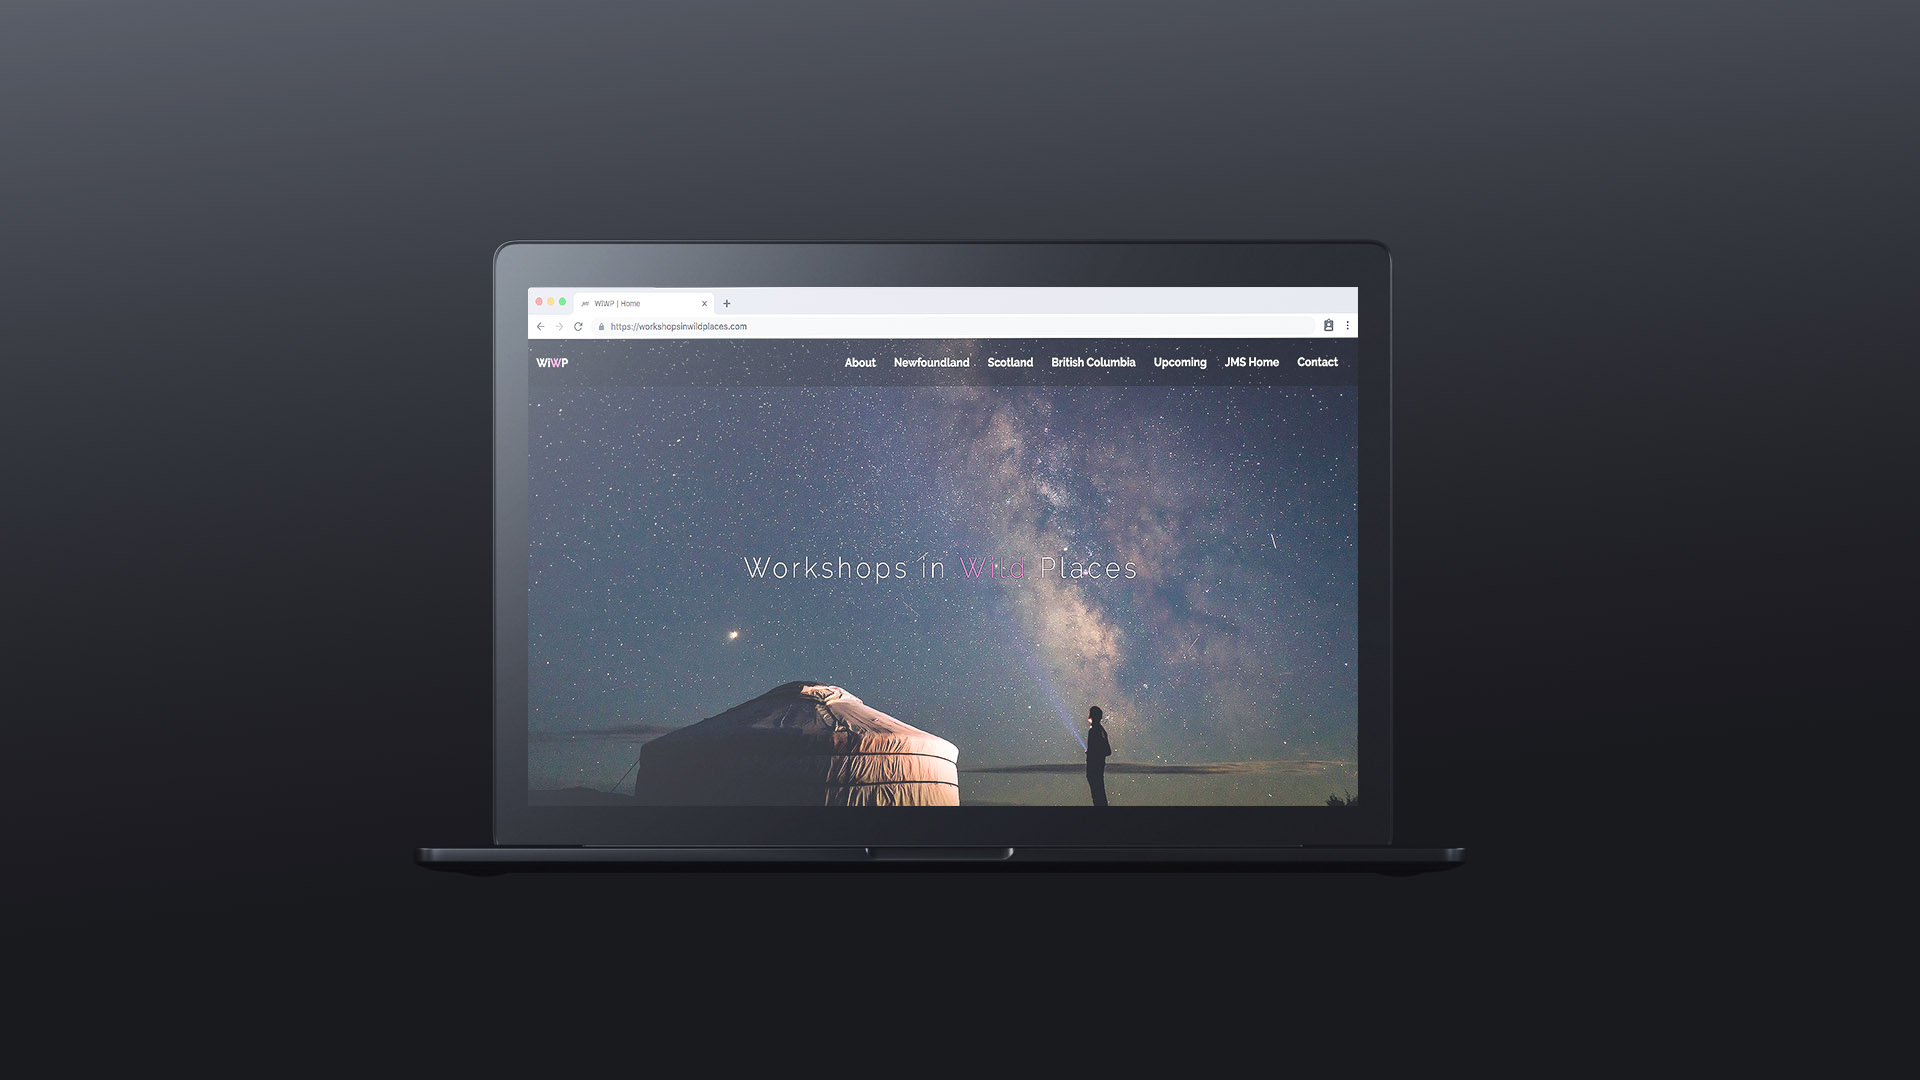 WiWP | Home
https://workshopsinwildplaces.com
WiWP About Newfoundland Scotland British Columbia Upcoming JMS Home Contact
Workshops in Wild Places